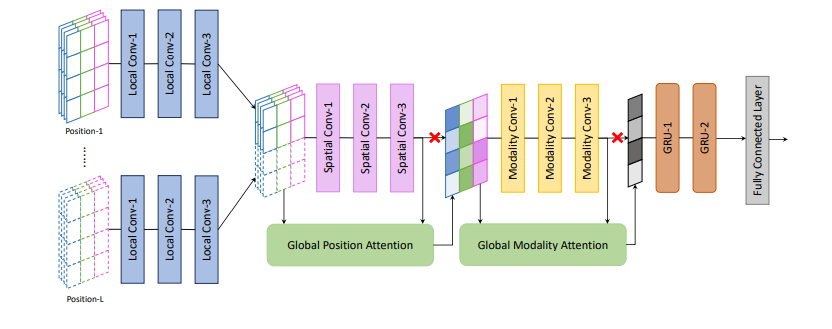 Position-1
Local Conv-1
Local Conv-2
Local Conv-3
Position-L
Local Conv-1
Local Conv-2
Local Conv-3
Spatial Conv-1
Spatial Conv-2
Spatial Conv-3
Global Position Attention
Modality Conv-1
Modality Conv-2
Modality Conv-3
Global Modality Attention
GRU-1
GRU-2
Fully Connected Layer